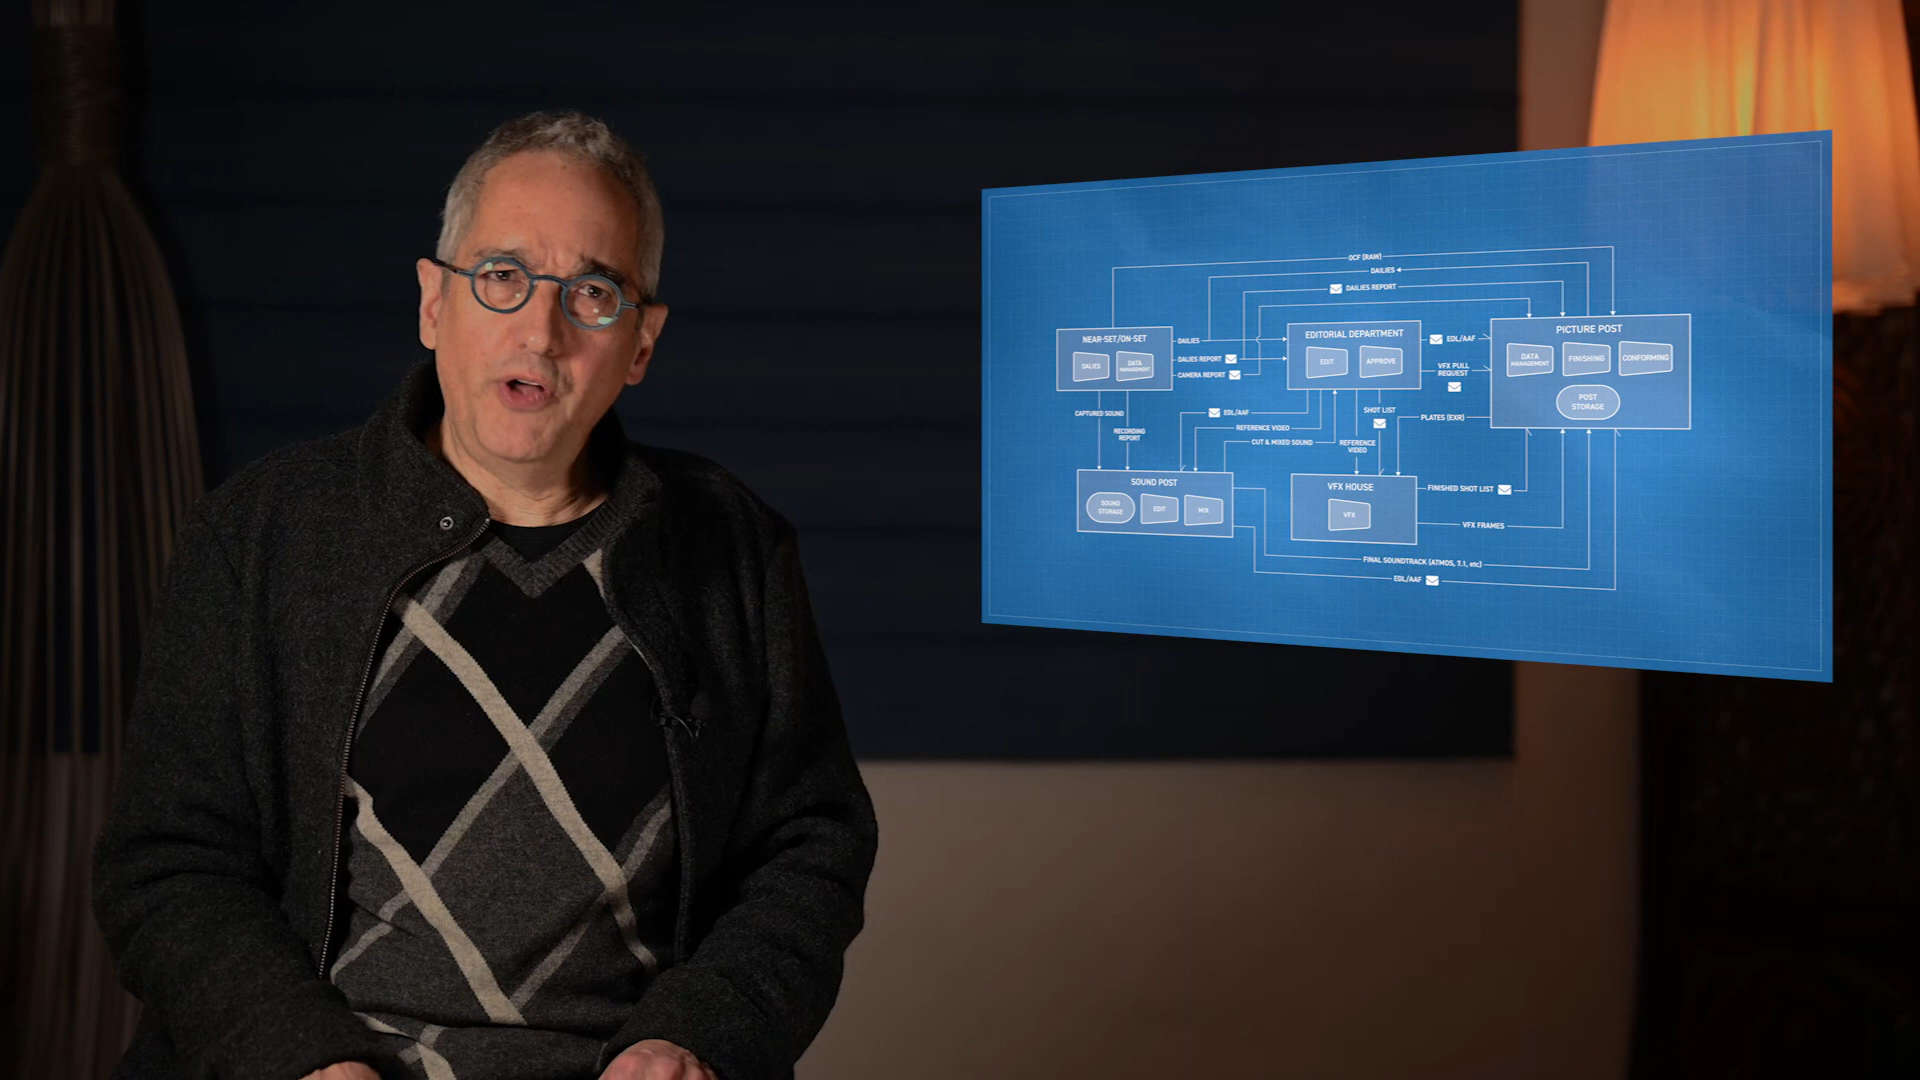 OCF (RAW)
DAILIES
DAILIES REPORT
NEAR-SET/ON-SET
DALIES
DATA
MANAGEMENT
DAILIES
DALIES REPORT
CAMERA REPORT
EDITORIAL DEPARTMENT
EDIT
APPROVE
EDL/AAF
VFX PULL
REQUEST
PICTURE POST
DATA
MANAGEMENT
FINISHING
CONFORMING
POST
STORAGE
CAPTURED SOUND
RECORDING
REPORT
EDL/AAF
REFERENCE VIDEO
CUT & MIXED SOUND
SHOT LIST
REFERENCE
VIDEO
PLATES (EXR)
SOUND POST
SOUND
STORAGE
EDIT
MIX
VFX HOUSE
VFX
FINISHED SHOT LIST
VFX FRAMES
FINAL SOUNDTRACK (ATMOS, 7.1, etc)
EDL/AAF